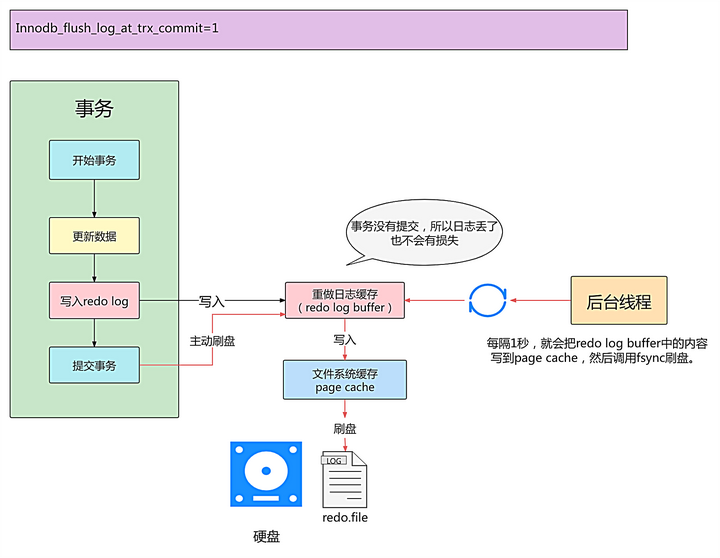 Innodb_flush_log_at_trx_commit=1
事务
开始事务
更新数据
写入redo log
提交事务
写入
主动刷盘
事务没有提交，所以日志丢了
也不会有损失
重做日志缓存
（redo log buffer）
写入
文件系统缓存
page cache
刷盘
LOG
redo.file
硬盘
后台线程
每隔1秒，就会把redo log buffer中的内容
写到page cache，然后调用fsync刷盘。